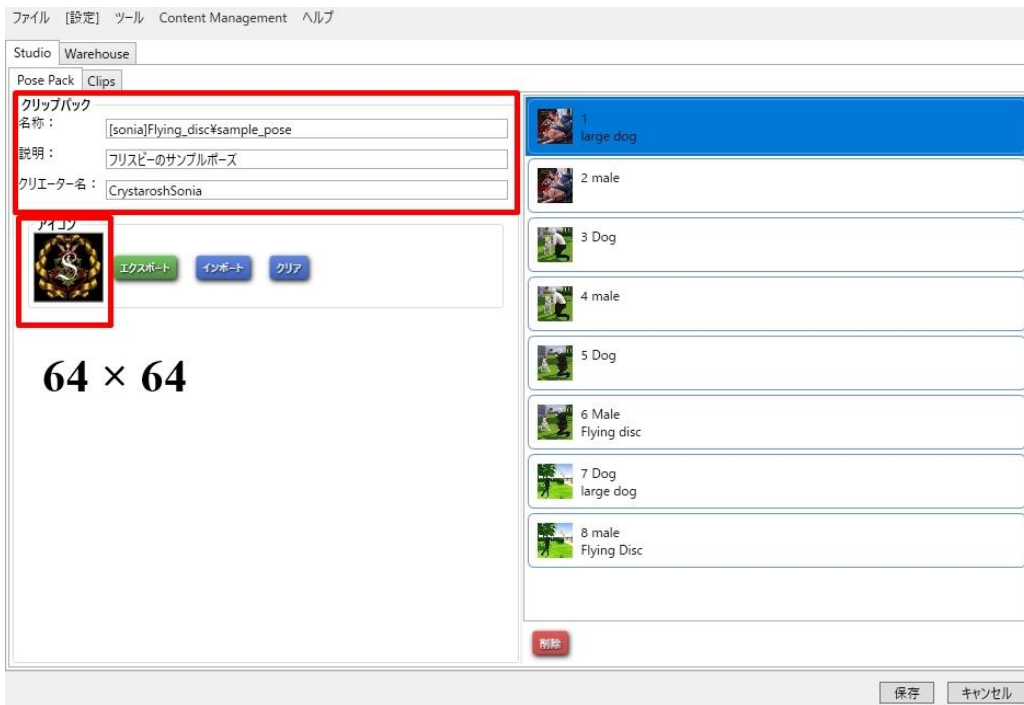 ファイル [設定] ツール Content Management ヘルプ
Studio Warehouse
Pose Pack Clips
クリップパック
名称：
[sonia]Flying_disc¥sample_pose
説明：
フリスビーのサンプルポーズ
クリエーター名：
CrystaroshSonia
アイコン
S
エクスポート インポート クリア
64 × 64
1
large dog
2 male
3 Dog
4 male
5 Dog
6 Male
Flying disc
7 Dog
large dog
8 male
Flying Disc
削除
保存 キャンセル